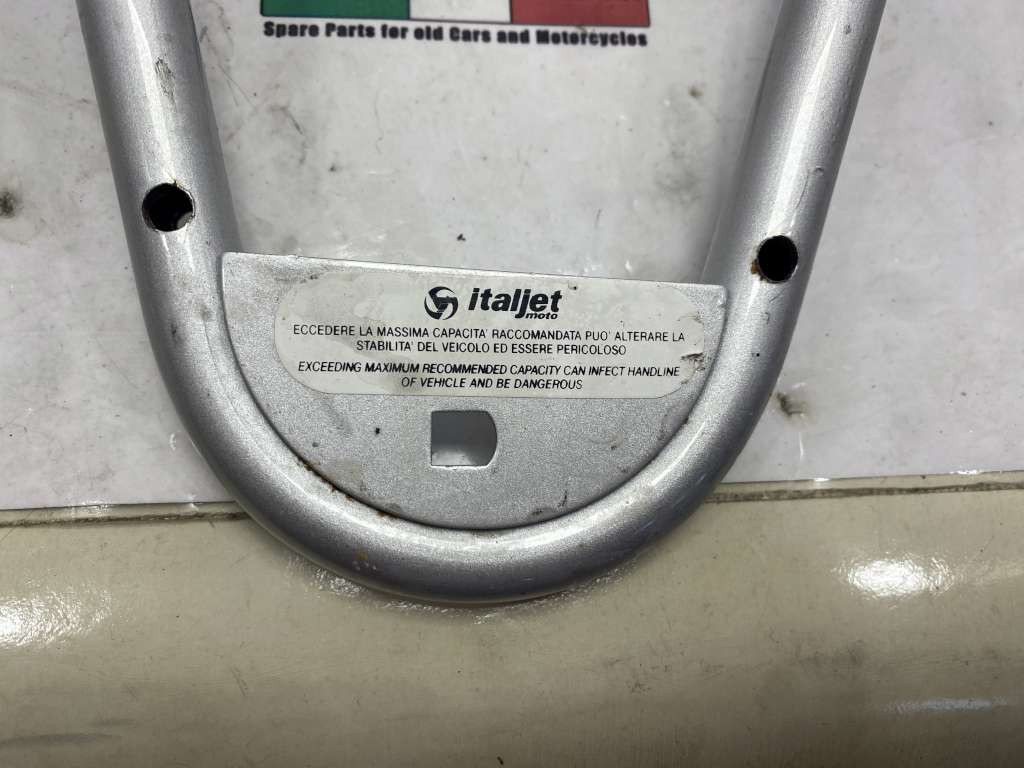 Spare Parts for old Cars and Motorcycles
italjet
moto
ECCEDERE LA MASSIMA CAPACITA' RACCOMANDATA PUO' ALTERARE LA
STABILITA' DEL VEICOLO ED ESSERE PERICOLOSO
EXCEEDING MAXIMUM RECOMMENDED CAPACITY CAN INFECT HANDLINE
OF VEHICLE AND BE DANGEROUS